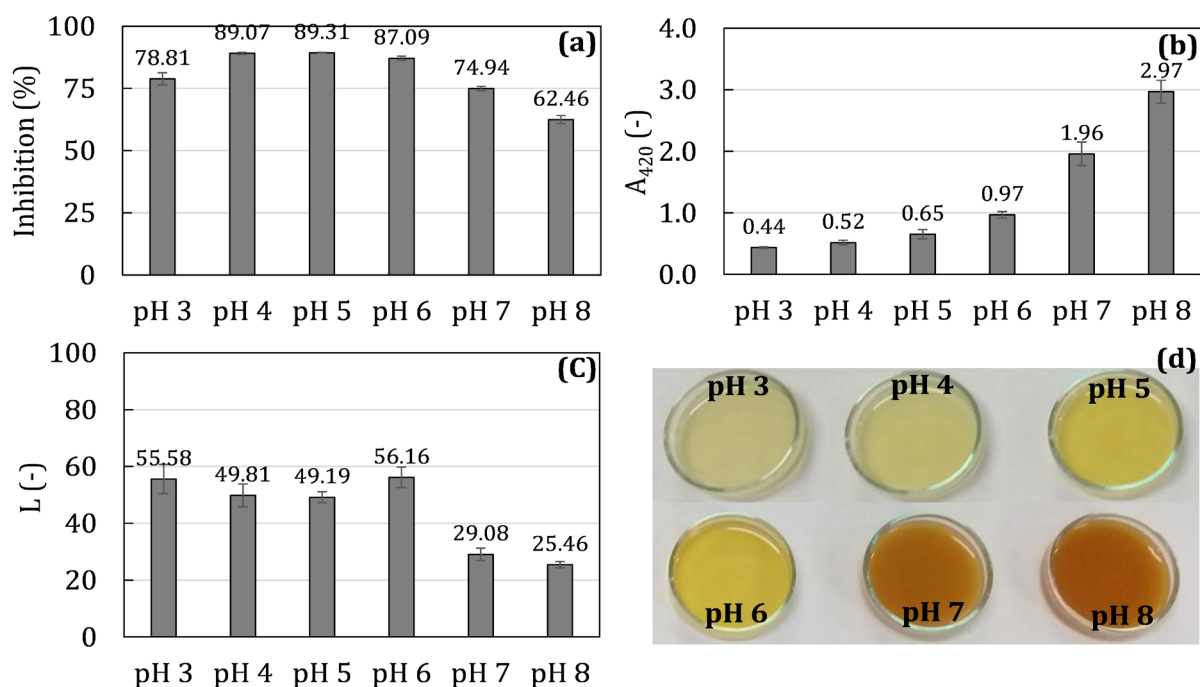 (a)
Inhibition (%)
100
75
50
25
0
78.81
89.07
89.31
87.09
74.94
62.46
pH 3
pH 4
pH 5
pH 6
pH 7
pH 8
(b)
A420 (-)
4.0
3.0
2.0
1.0
0.0
0.44
0.52
0.65
0.97
1.96
2.97
pH 3
pH 4
pH 5
pH 6
pH 7
pH 8
(C)
L (-)
100
80
60
40
20
0
55.58
49.81
49.19
56.16
29.08
25.46
pH 3
pH 4
pH 5
pH 6
pH 7
pH 8
(d)
pH 3
pH 4
pH 5
pH 6
pH 7
pH 8